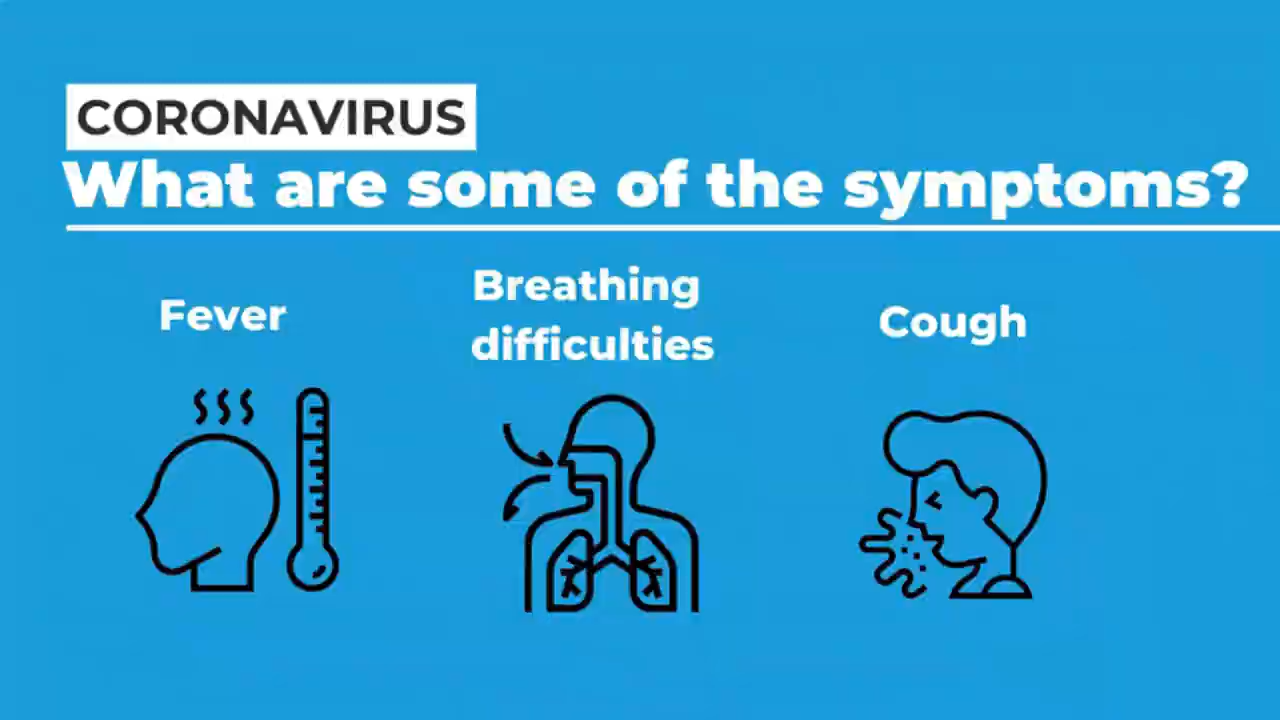 CORONAVIRUS
What are some of the symptoms?
Fever
Breathing
difficulties
Cough